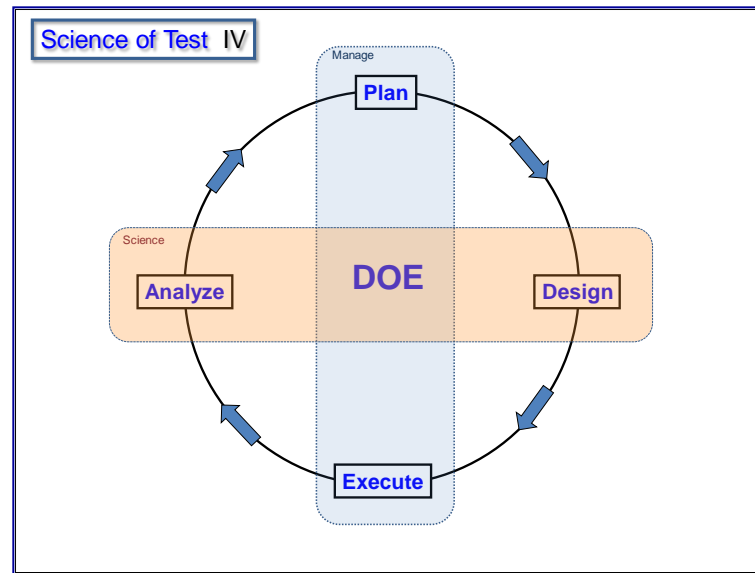 Science of Test IV
Manage
Plan
Science
DOE
Analyze
Design
Execute